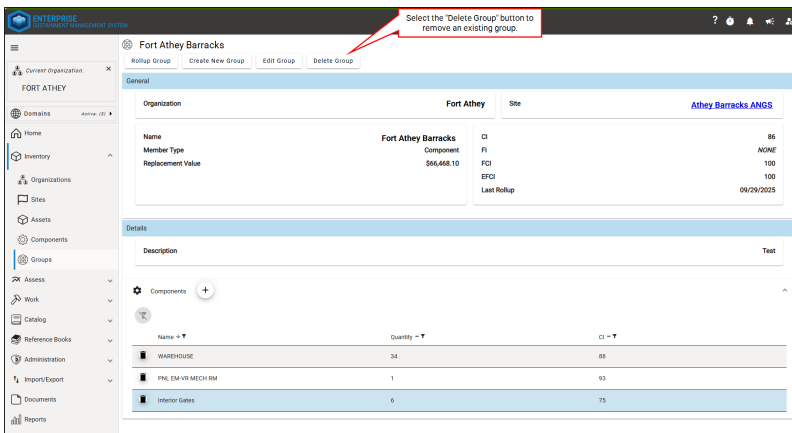 ENTERPRISE
SUSTAINMENT MANAGEMENT SYSTEM
Select the "Delete Group" button to
remove an existing group.
?
Current Organization:
FORT ATHEY
Domains
Active: (0)
Home
Inventory
Organizations
Sites
Assets
Components
Groups
Assess
Work
Catalog
Reference Books
Administration
Import/Export
Documents
Reports
Fort Athey Barracks
Rollup Group Create New Group Edit Group Delete Group
General
Organization Fort Athey Site Athey Barracks ANGS
Name Fort Athey Barracks
Member Type Component
Replacement Value $66,468.10
CI 86
FI NONE
FCI 100
EFCI 100
Last Rollup 09/29/2025
Details
Description Test
Components +
Name Quantity CI
WAREHOUSE 34 88
PNL EM-VR MECH RM 1 93
Interior Gates 6 75